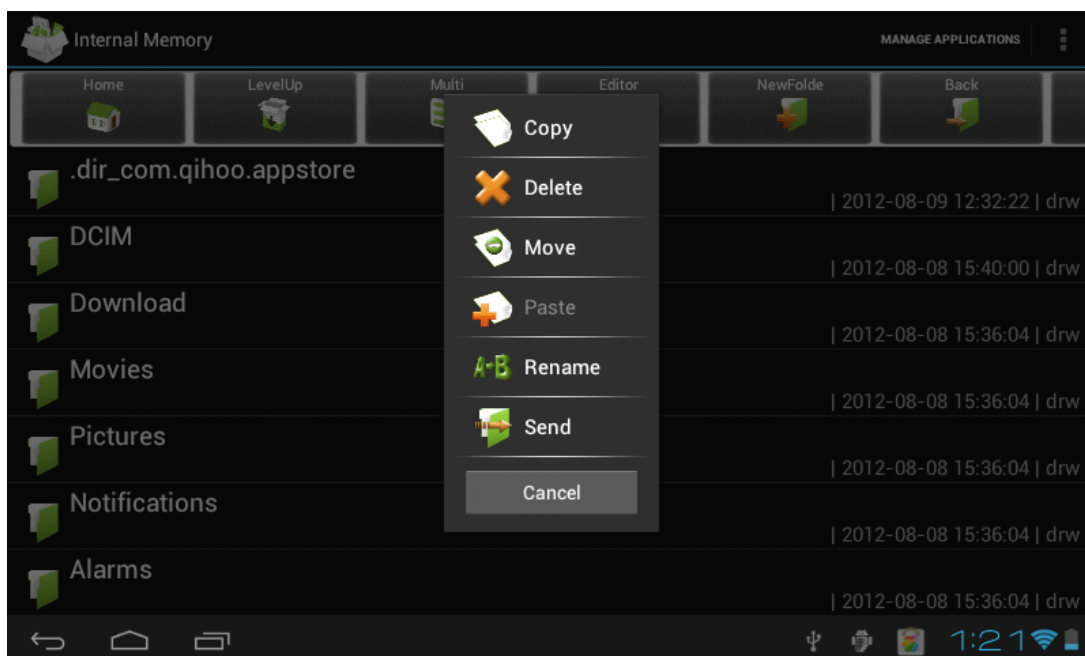 Internal Memory
MANAGE APPLICATIONS
Home LevelUp Multi Editor NewFolde Back
Copy
Delete
Move
Paste
A-B Rename
Send
Cancel
.dir_com.qihoo.appstore
| 2012-08-09 12:32:22 | drw
DCIM
| 2012-08-08 15:40:00 | drw
Download
| 2012-08-08 15:36:04 | drw
Movies
| 2012-08-08 15:36:04 | drw
Pictures
| 2012-08-08 15:36:04 | drw
Notifications
| 2012-08-08 15:36:04 | drw
Alarms
| 2012-08-08 15:36:04 | drw
1:21